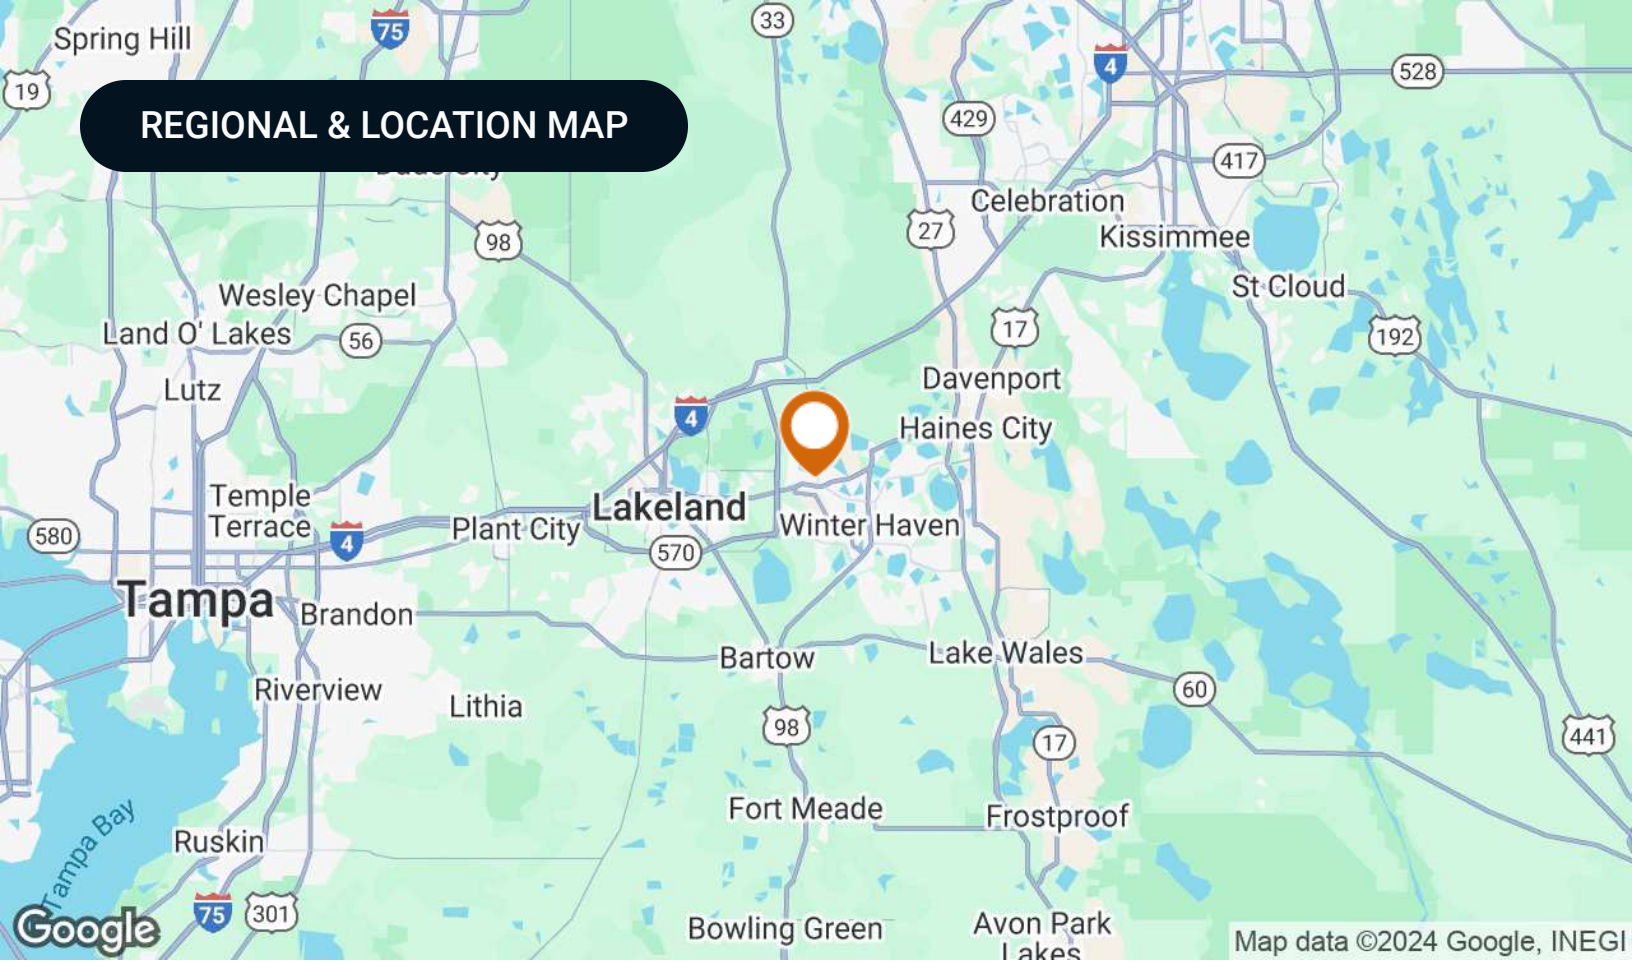 33
75
Spring Hill
4
528
19
REGIONAL & LOCATION MAP
429
417
Dade City
Celebration
98
27
Kissimmee
St Cloud
Wesley Chapel
17
Land O' Lakes
56
192
Davenport
Lutz
4
Haines City
Temple
Terrace
Lakeland
580
4
Plant City
Winter Haven
570
Tampa
Brandon
Bartow
Lake Wales
Riverview
60
Lithia
98
17
441
Fort Meade
Frostproof
Tampa Bay
Ruskin
75
301
Google
Bowling Green
Avon Park
Lakes
Map data ©2024 Google, INEGI